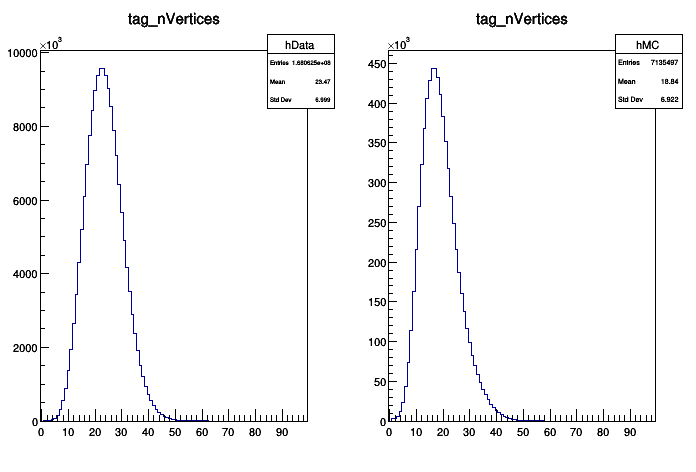 tag_nVertices
×10³
hData
Entries 1.680625e+08
Mean 23.47
Std Dev 6.999
10000
8000
6000
4000
2000
0
0 10 20 30 40 50 60 70 80 90
tag_nVertices
×10³
hMC
Entries 7135497
Mean 18.84
Std Dev 6.922
450
400
350
300
250
200
150
100
50
0
0 10 20 30 40 50 60 70 80 90